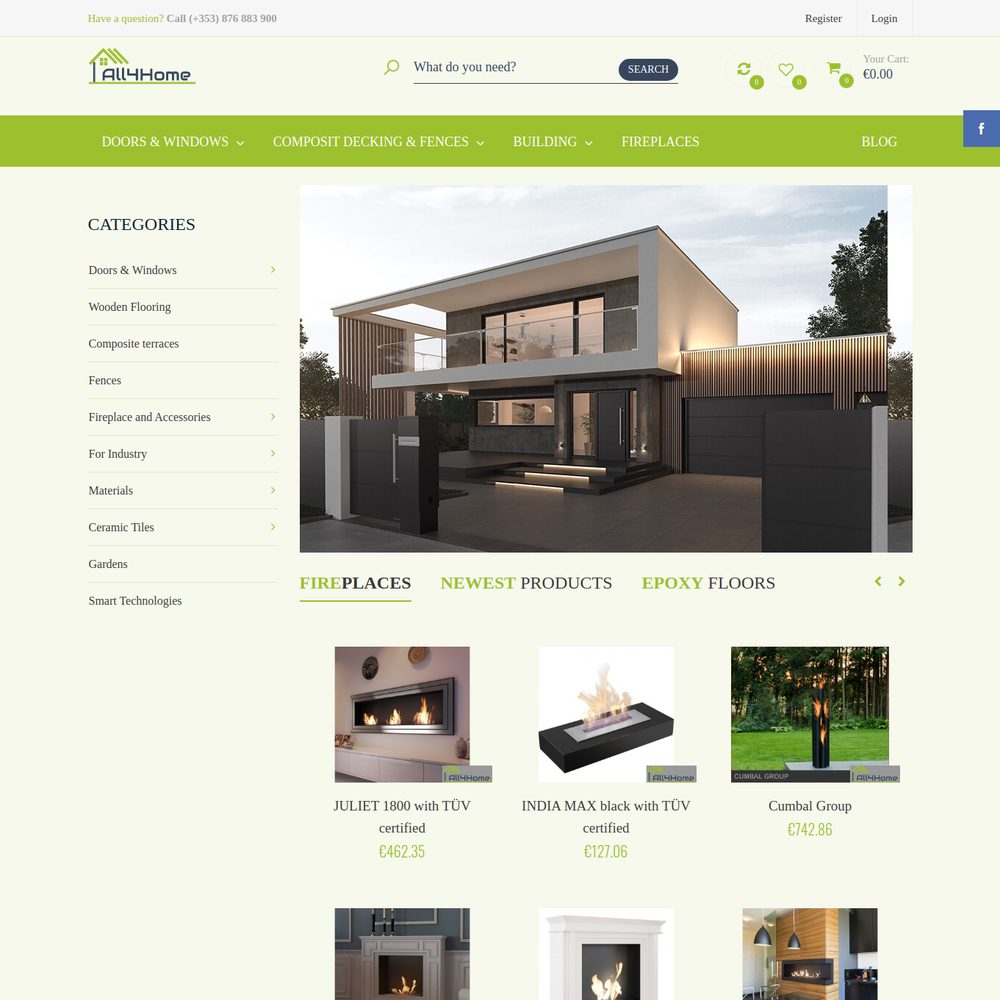 Have a question? Call (+353) 876 883 900
Register
Login
All4Home
What do you need?
SEARCH
0
0
0
Your Cart:
€0.00
DOORS & WINDOWS
COMPOSIT DECKING & FENCES
BUILDING
FIREPLACES
BLOG
f
CATEGORIES
Doors & Windows
Wooden Flooring
Composite terraces
Fences
Fireplace and Accessories
For Industry
Materials
Ceramic Tiles
Gardens
Smart Technologies
FIREPLACES
NEWEST PRODUCTS
EPOXY FLOORS
All4Home
All4Home
CUMBAL GROUP
All4Home
JULIET 1800 with TÜV
certified
€462.35
INDIA MAX black with TÜV
certified
€127.06
Cumbal Group
€742.86